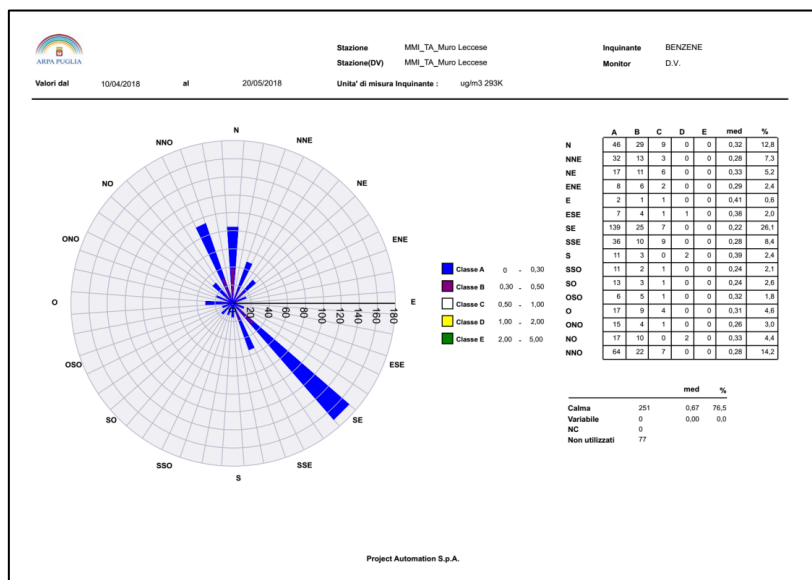 ARPA PUGLIA
Stazione MMI_TA_Muro Leccese Inquinante BENZENE
Stazione(DV) MMI_TA_Muro Leccese Monitor D.V.
Valori dal 10/04/2018 al 20/05/2018 Unita' di misura Inquinante : ug/m3 293K
N
NNE
NE
ENE
E
ESE
SE
SSE
S
SSO
SO
OSO
O
ONO
NO
NNO
0 20 40 60 80 100 120 140 160 180
Classe A 0 - 0,30
Classe B 0,30 - 0,50
Classe C 0,50 - 1,00
Classe D 1,00 - 2,00
Classe E 2,00 - 5,00
A B C D E med %
N 46 29 9 0 0 0,32 12,8
NNE 32 13 3 0 0 0,28 7,3
NE 17 11 6 0 0 0,33 5,2
ENE 8 6 2 0 0 0,29 2,4
E 2 1 1 0 0 0,41 0,6
ESE 7 4 1 1 0 0,36 2,0
SE 139 25 7 0 0 0,22 26,1
SSE 36 10 9 0 0 0,28 8,4
S 11 3 0 2 0 0,39 2,4
SSO 11 2 1 0 0 0,24 2,1
SO 13 3 1 0 0 0,24 2,6
OSO 6 5 1 0 0 0,32 1,8
O 17 9 4 0 0 0,31 4,6
ONO 15 4 1 0 0 0,26 3,0
NO 17 10 0 2 0 0,33 4,4
NNO 64 22 7 0 0 0,28 14,2
med %
Calma 251 0,67 76,5
Variabile 0 0,00 0,0
NC 0
Non utilizzati 77
Project Automation S.p.A.